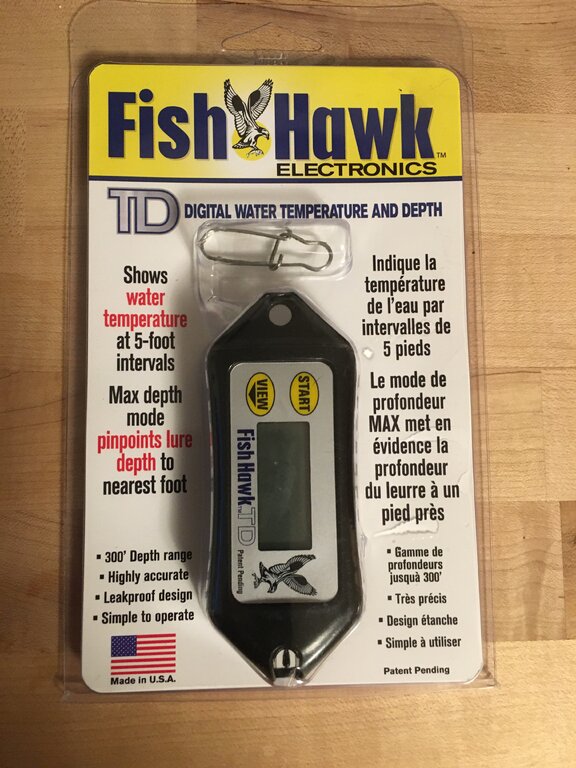 Fish Hawk™
ELECTRONICS
TD DIGITAL WATER TEMPERATURE AND DEPTH
Shows
water
temperature
at 5-foot
intervals
Max depth
mode
pinpoints lure
depth to
nearest foot
• 300' Depth range
• Highly accurate
• Leakproof design
• Simple to operate
Made in U.S.A.
START
VIEW
Fish Hawk™ TD
Patent Pending
Indique la
température
de l'eau par
intervalles de
5 pieds
Le mode de
profondeur
MAX met en
évidence la
profondeur
du leurre à un
pied près
• Gamme de
profondeurs
jusquà 300'
• Très précis
• Design étanche
• Simple à utiliser
Patent Pending